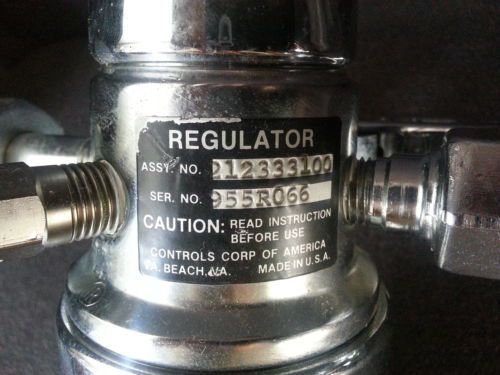 REGULATOR
ASSY. NO. 212333100
SER. NO. 955R066
CAUTION: READ INSTRUCTION
BEFORE USE
CONTROLS CORP OF AMERICA
VA. BEACH, VA. MADE IN U.S.A.